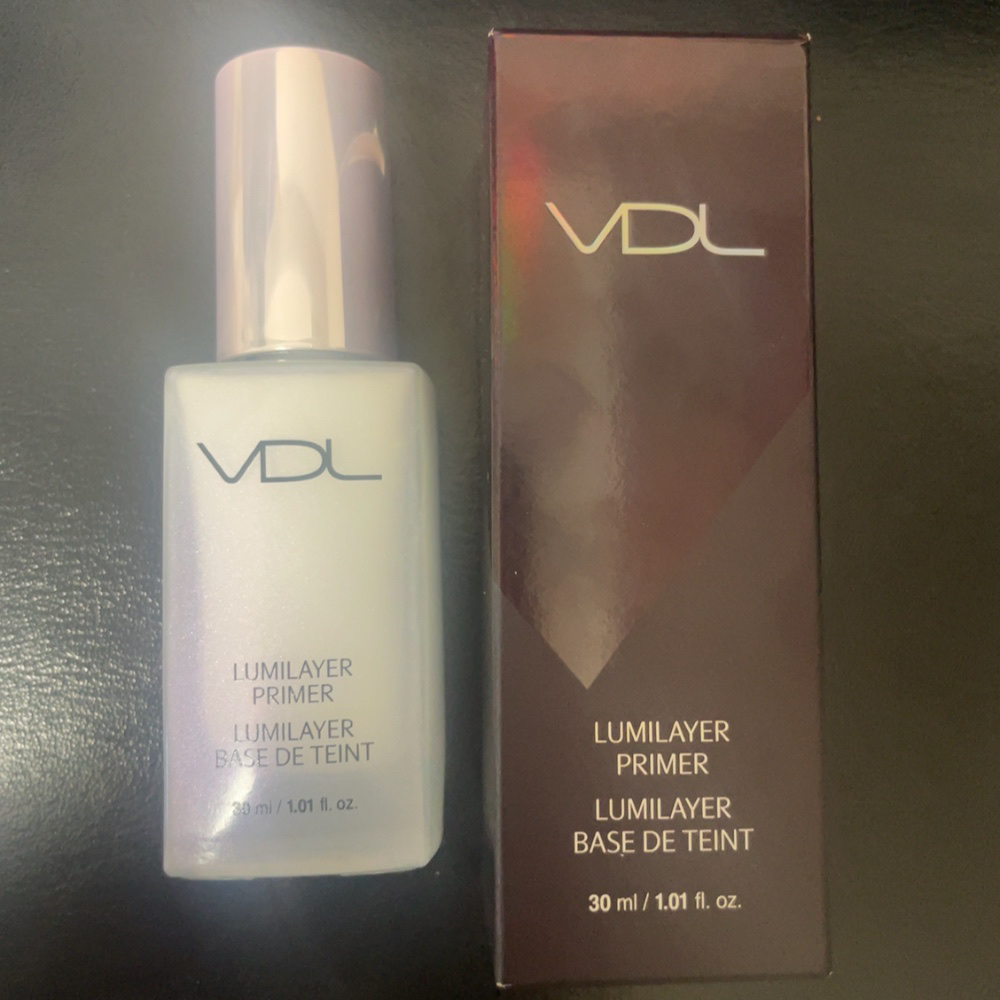 VDL
LUMILAYER
PRIMER
LUMILAYER
BASE DE TEINT
30 ml / 1.01 fl. oz.
VDL
LUMILAYER
PRIMER
LUMILAYER
BASE DE TEINT
30 ml / 1.01 fl. oz.